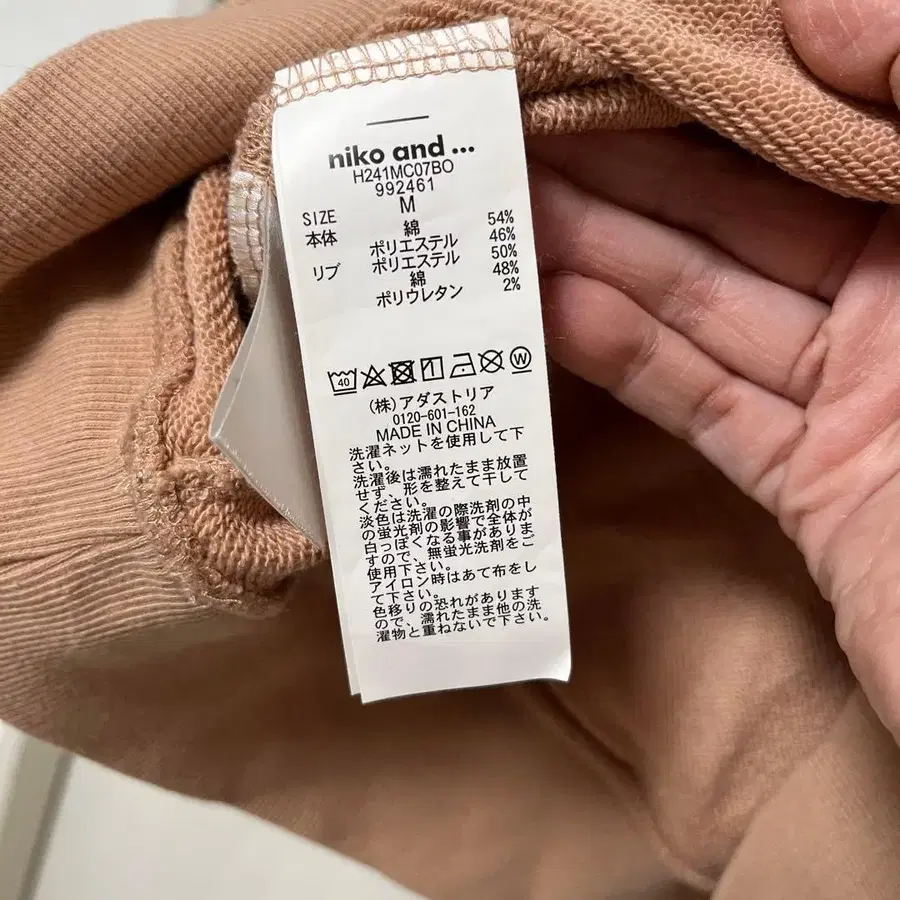 niko and ...
H241MC07BO
992461
SIZE M
本体 綿 54%
ポリエステル 46%
リブ ポリエステル 50%
綿 48%
ポリウレタン 2%
40
W
(株)アダストリア
0120-601-162
MADE IN CHINA
洗濯ネットを使用して下
さい。
洗濯後は濡れたまま放置
せず、形を整えて干して
ください。
淡色は洗濯の際洗剤の中
の蛍光剤の影響で全体が
白っぽくなる事がありま
すので、無蛍光洗剤をご
使用下さい。
アイロン時はあて布をし
て下さい。
色移りの恐れがあります
ので、濡れたまま他の洗
濯物と重ねないで下さい。